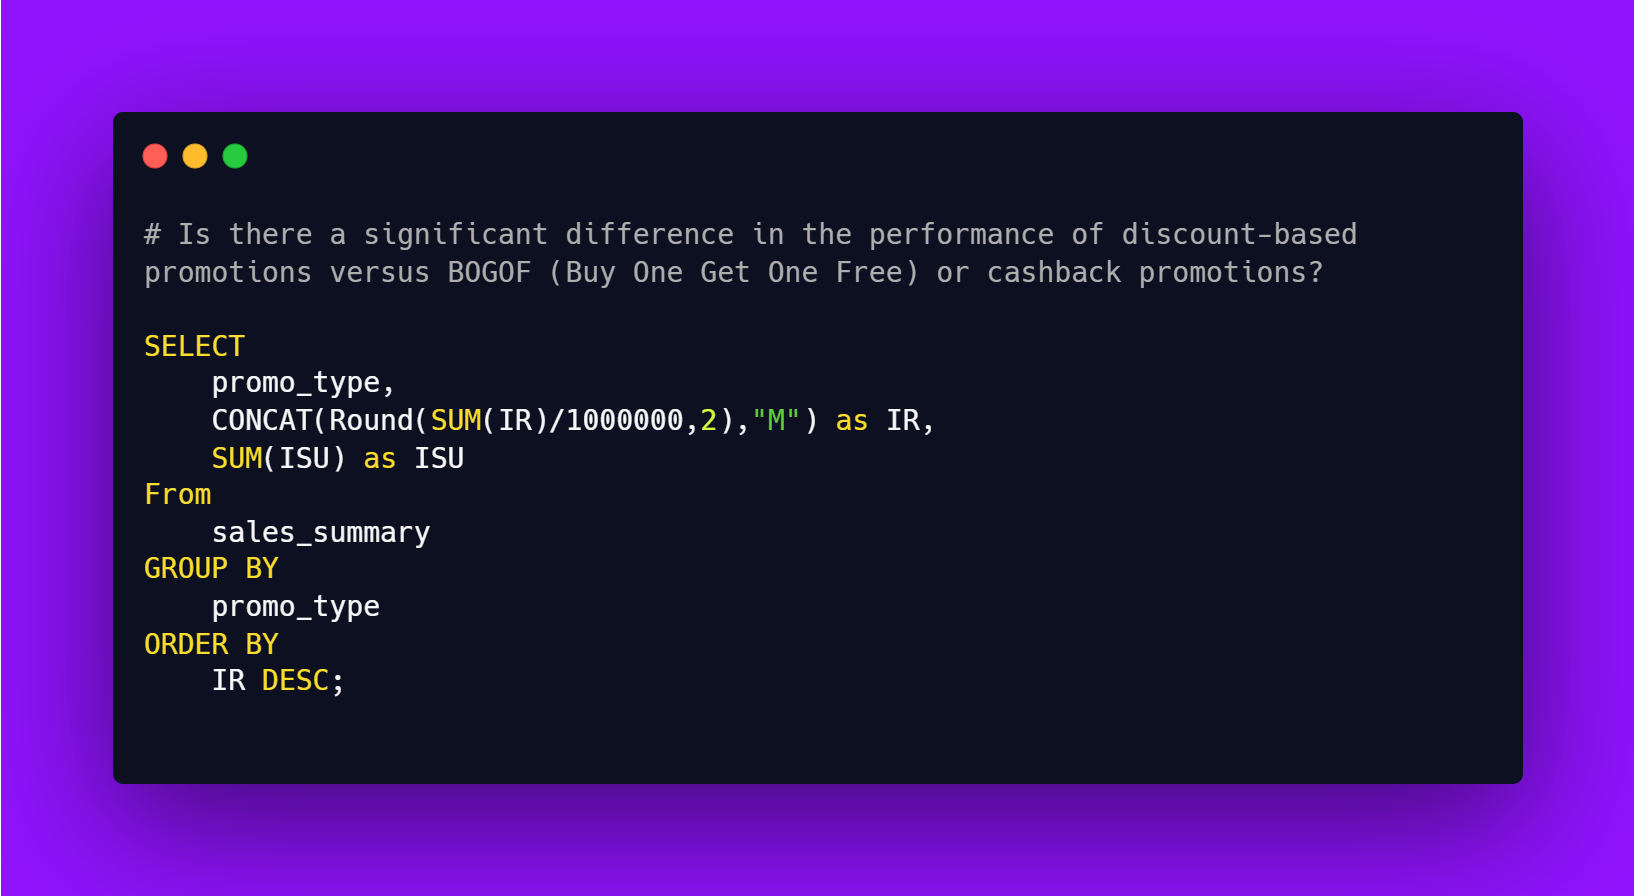 # Is there a significant difference in the performance of discount-based
promotions versus BOGOF (Buy One Get One Free) or cashback promotions?
SELECT
promo_type,
CONCAT(Round(SUM(IR)/1000000,2),"M") as IR,
SUM(ISU) as ISU
From
sales_summary
GROUP BY
promo_type
ORDER BY
IR DESC;